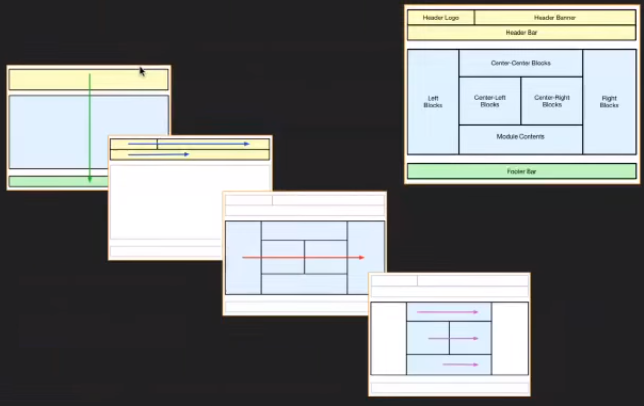 Header Logo
Header Banner
Header Bar
Center-Center Blocks
Left
Blocks
Center-Left
Blocks
Center-Right
Blocks
Right
Blocks
Module Contents
Footer Bar